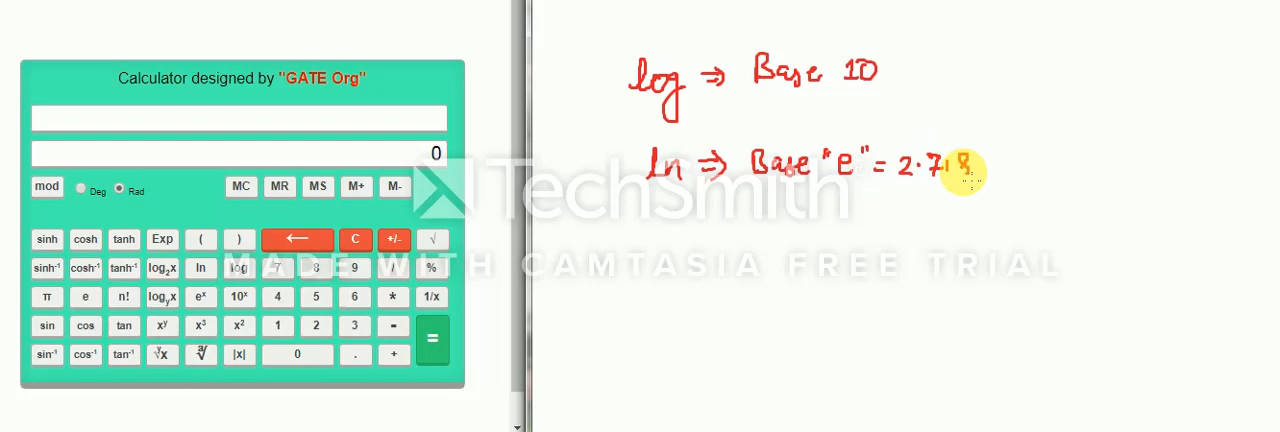 Calculator designed by "GATE Org"
0
mod Deg Rad MC MR MS M+ M-
sinh cosh tanh Exp ( ) ← C +/- √
sinh⁻¹ cosh⁻¹ tanh⁻¹ log₂x ln log 7 8 9 / %
π e n! logᵧx eˣ 10ˣ 4 5 6 * 1/x
sin cos tan xʸ x³ x² 1 2 3 - =
sin⁻¹ cos⁻¹ tan⁻¹ ʸ√x ∛ |x| 0 . +
log ⇒ Base 10
ln ⇒ Base "e" = 2.718
TechSmith
MADE WITH CAMTASIA FREE TRIAL